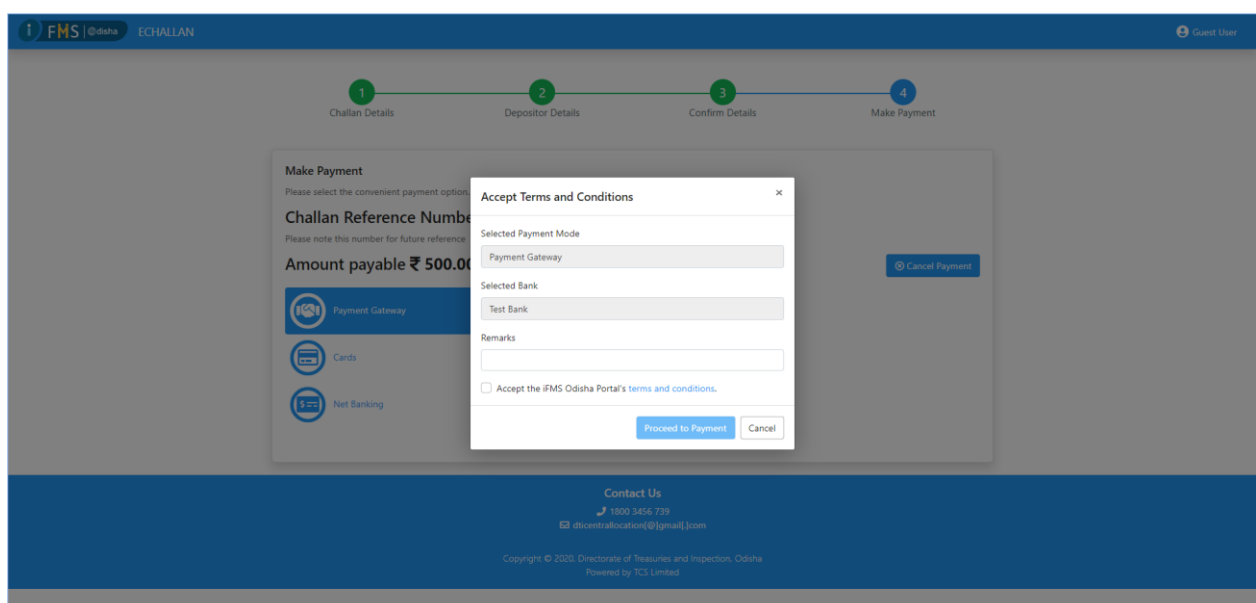 i FMS | @disha ECHALLAN
Guest User
1 2 3 4
Challan Details Depositor Details Confirm Details Make Payment
Make Payment
Please select the convenient payment option.
Challan Reference Numbe
Please note this number for future reference
Amount payable ₹ 500.00
Cancel Payment
Payment Gateway
Cards
Net Banking
Accept Terms and Conditions ×
Selected Payment Mode
Payment Gateway
Selected Bank
Test Bank
Remarks
Accept the iFMS Odisha Portal's terms and conditions.
Proceed to Payment Cancel
Contact Us
1800 3456 739
dticentrallocation[@]gmail[.]com
Copyright © 2020, Directorate of Treasuries and Inspection, Odisha
Powered by TCS Limited